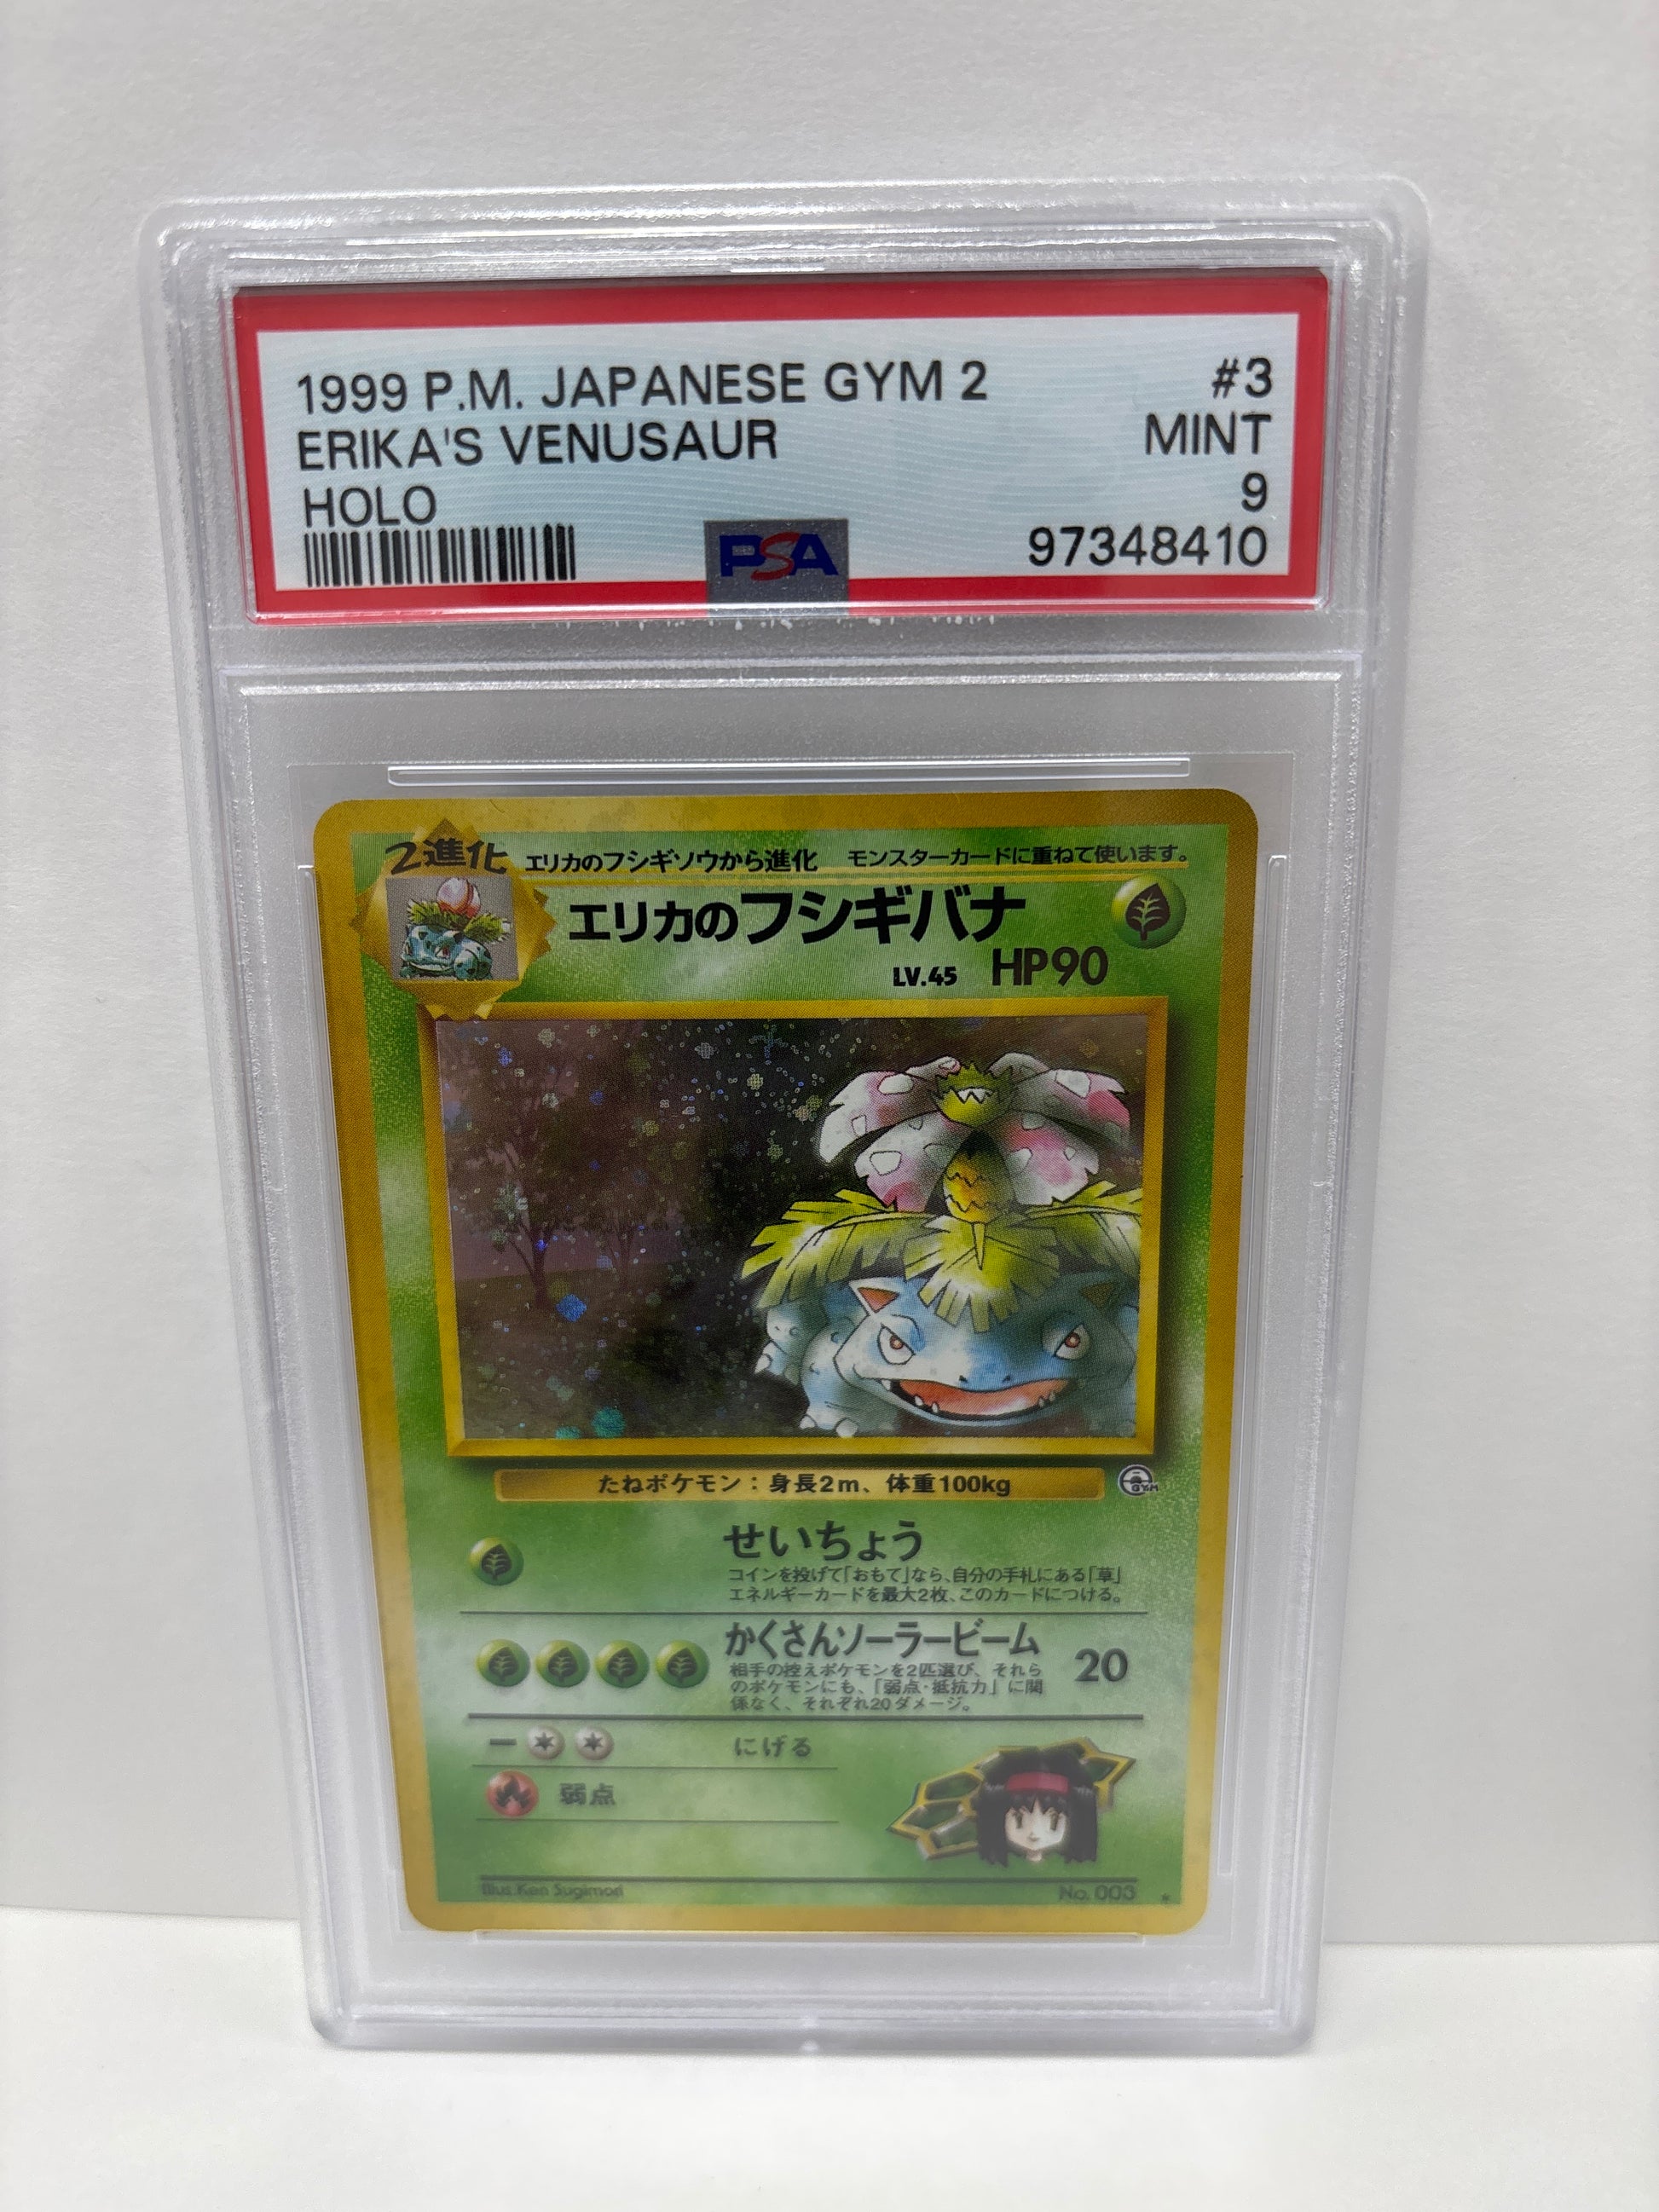 1999 P.M. JAPANESE GYM 2 #3
ERIKA'S VENUSAUR MINT
HOLO 9
PSA 97348410
2進化 エリカのフシギソウから進化 モンスターカードに重ねて使います。
エリカのフシギバナ
LV.45 HP90
たねポケモン：身長2m、体重100kg
GYM
せいちょう
コインを投げて「おもて」なら、自分の手札にある「草」
エネルギーカードを最大2枚、このカードにつける。
かくさんソーラービーム 20
相手の控えポケモンを2匹選び、それら
のポケモンにも、「弱点・抵抗力」に関
係なく、それぞれ20ダメージ。
ー にげる
弱点
Illus. Ken Sugimori No. 003